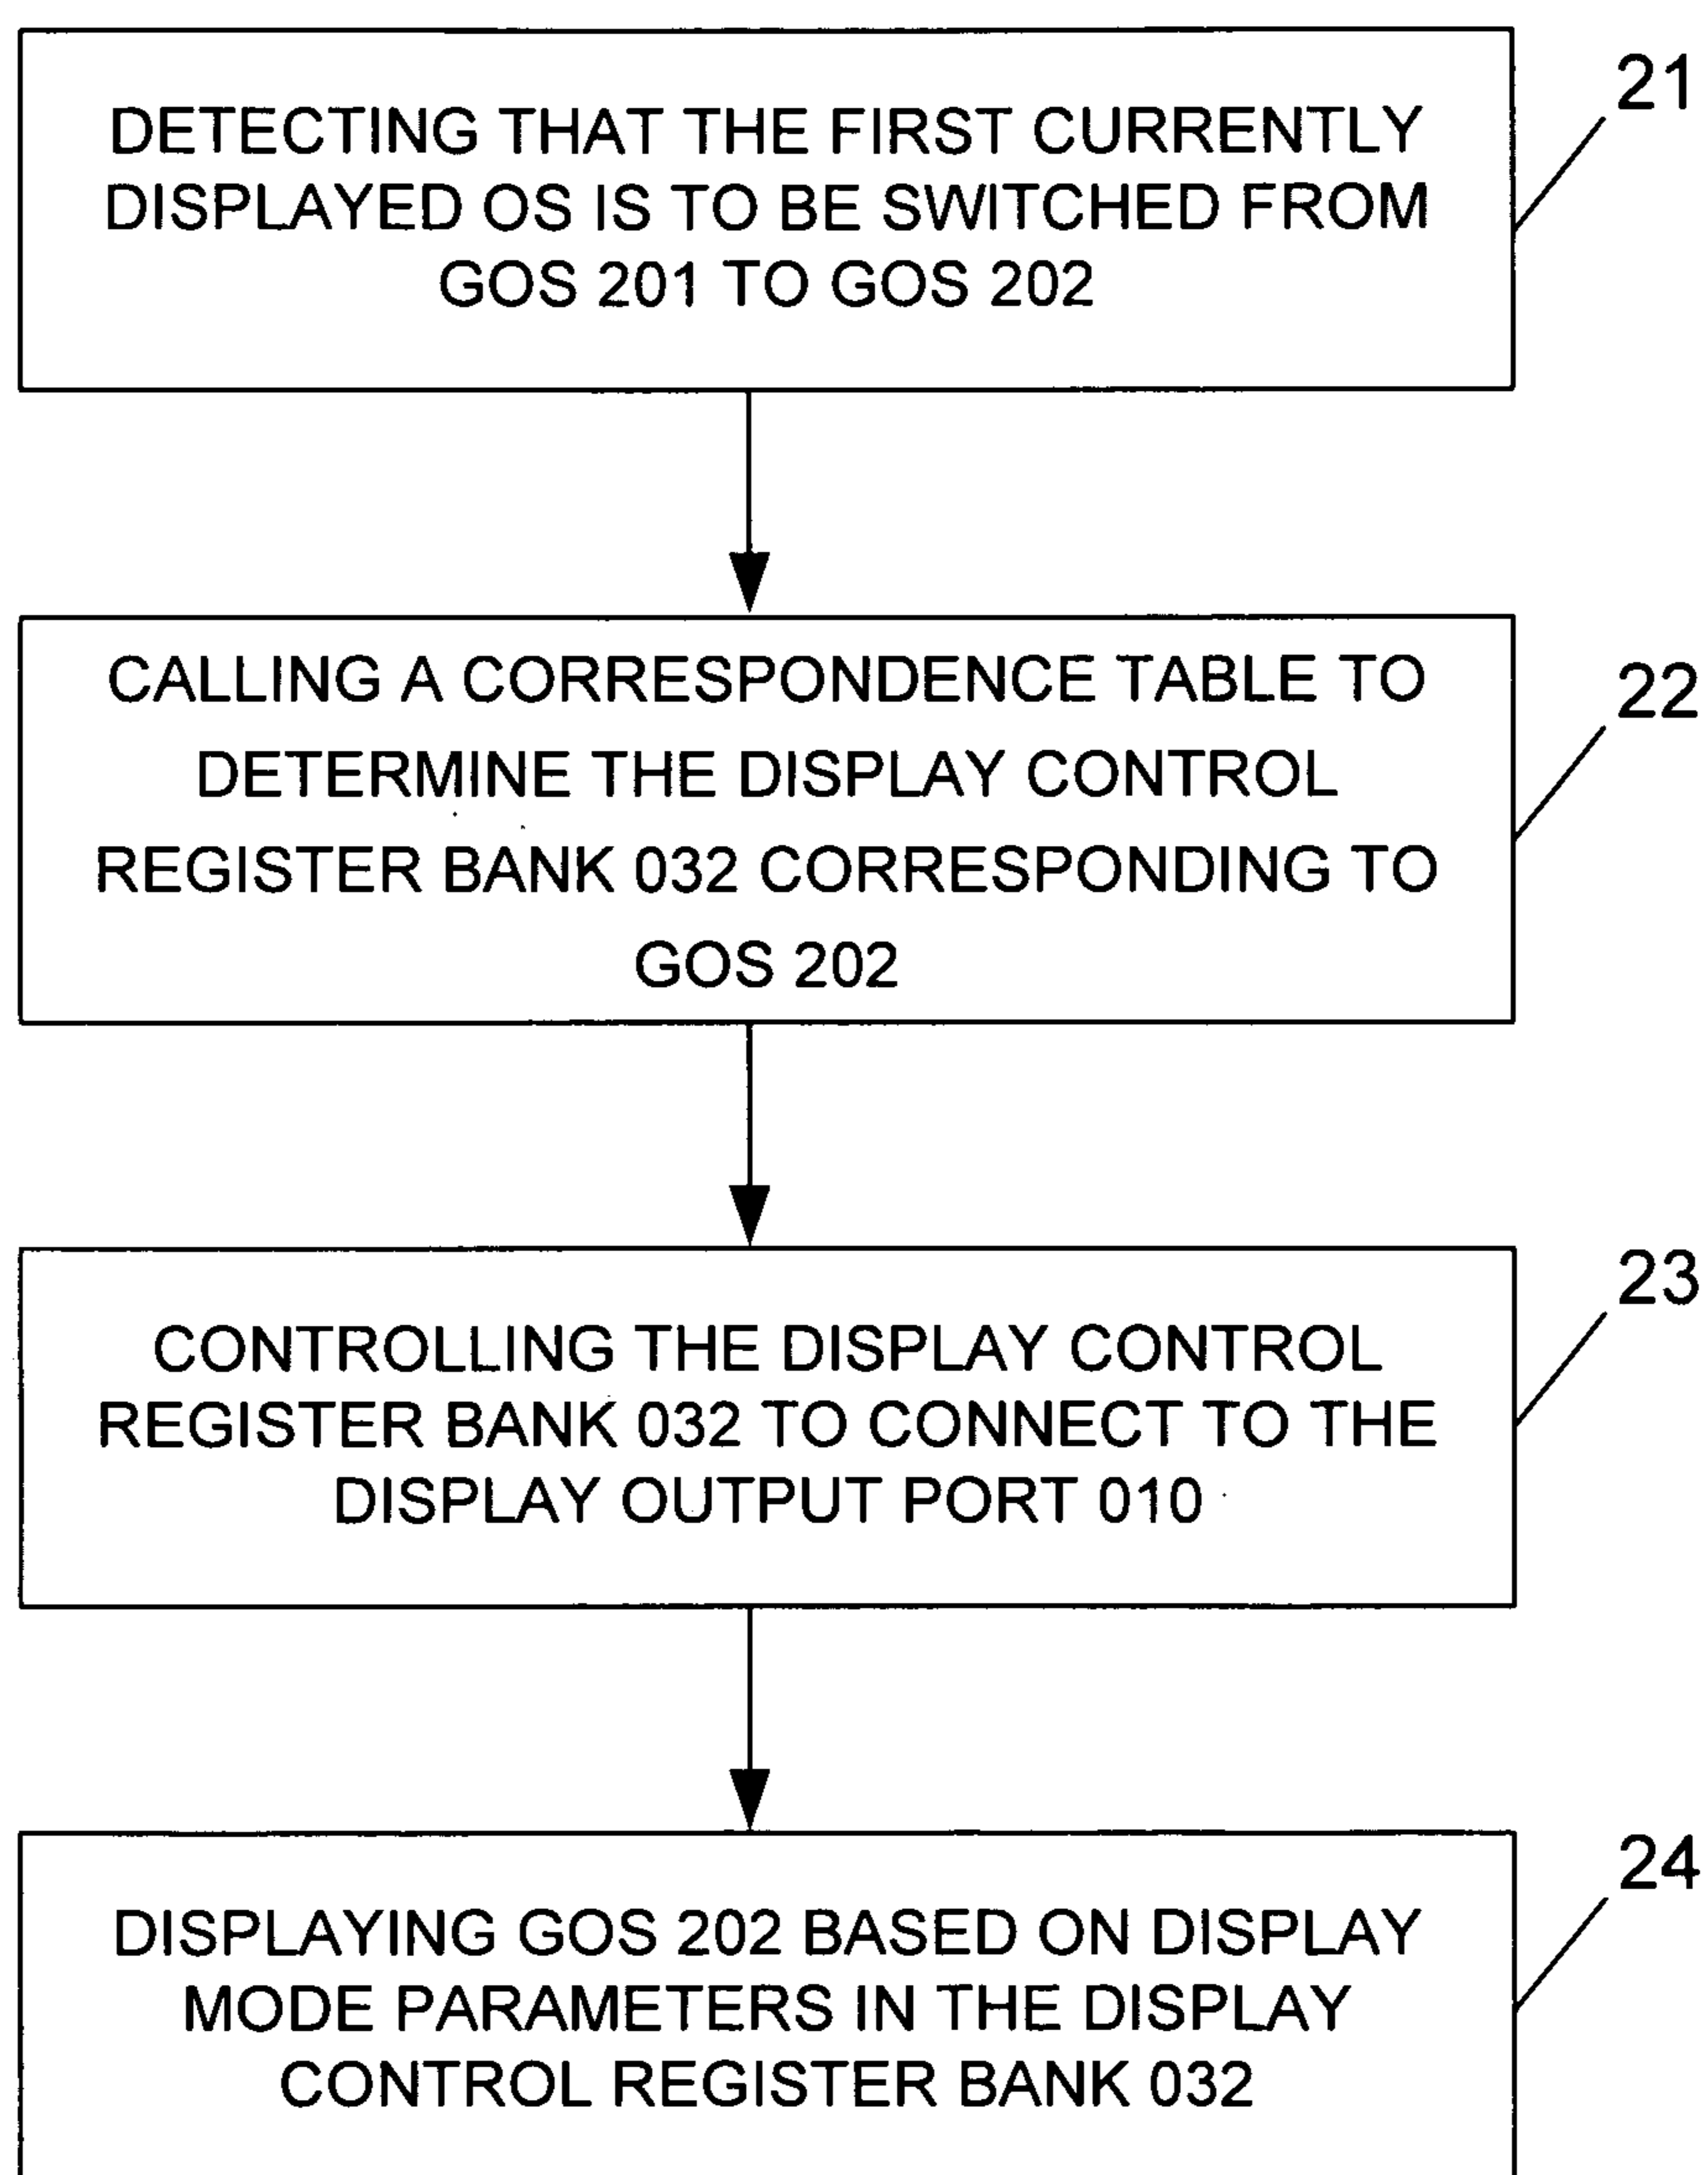 21
DETECTING THAT THE FIRST CURRENTLY
DISPLAYED OS IS TO BE SWITCHED FROM
GOS 201 TO GOS 202
22
CALLING A CORRESPONDENCE TABLE TO
DETERMINE THE DISPLAY CONTROL
REGISTER BANK 032 CORRESPONDING TO
GOS 202
23
CONTROLLING THE DISPLAY CONTROL
REGISTER BANK 032 TO CONNECT TO THE
DISPLAY OUTPUT PORT 010
24
DISPLAYING GOS 202 BASED ON DISPLAY
MODE PARAMETERS IN THE DISPLAY
CONTROL REGISTER BANK 032